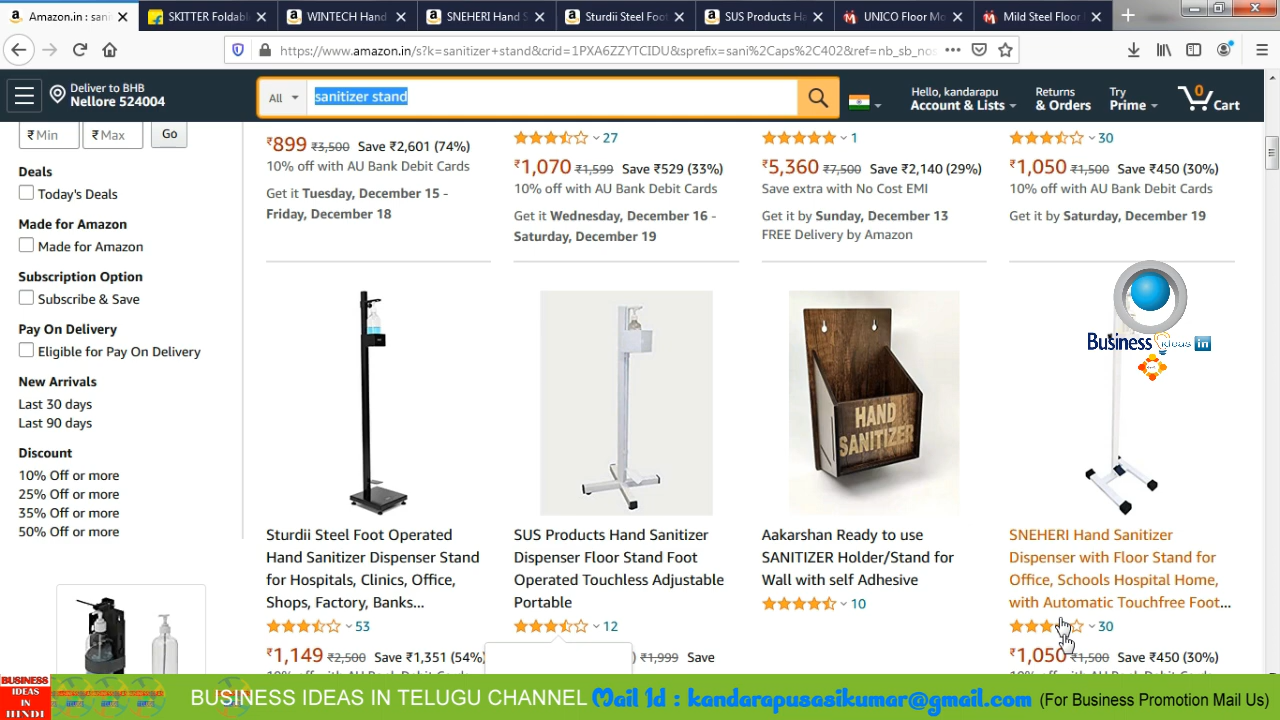 Amazon.in : sani
SKITTER Foldabl
WINTECH Hand
SNEHERI Hand S
Sturdii Steel Foot
SUS Products Ha
UNICO Floor Mo
Mild Steel Floor
https://www.amazon.in/s?k=sanitizer+stand&crid=1PXA6ZZYTCIDU&sprefix=sani%2Caps%2C402&ref=nb_sb_nos
Deliver to BHB
Nellore 524004
All
sanitizer stand
Hello, kandarapu
Account & Lists
Returns
& Orders
Try
Prime
0
Cart
₹ Min
₹ Max
Go
Deals
Today's Deals
Made for Amazon
Made for Amazon
Subscription Option
Subscribe & Save
Pay On Delivery
Eligible for Pay On Delivery
New Arrivals
Last 30 days
Last 90 days
Discount
10% Off or more
25% Off or more
35% Off or more
50% Off or more
₹899 ₹3,500 Save ₹2,601 (74%)
10% off with AU Bank Debit Cards
Get it Tuesday, December 15 -
Friday, December 18
27
₹1,070 ₹1,599 Save ₹529 (33%)
10% off with AU Bank Debit Cards
Get it Wednesday, December 16 -
Saturday, December 19
1
₹5,360 ₹7,500 Save ₹2,140 (29%)
Save extra with No Cost EMI
Get it by Sunday, December 13
FREE Delivery by Amazon
30
₹1,050 ₹1,500 Save ₹450 (30%)
10% off with AU Bank Debit Cards
Get it by Saturday, December 19
HAND
SANITIZER
Business ideas in
Sturdii Steel Foot Operated
Hand Sanitizer Dispenser Stand
for Hospitals, Clinics, Office,
Shops, Factory, Banks...
53
₹1,149 ₹2,500 Save ₹1,351 (54%)
SUS Products Hand Sanitizer
Dispenser Floor Stand Foot
Operated Touchless Adjustable
Portable
12
₹1,999 Save
Aakarshan Ready to use
SANITIZER Holder/Stand for
Wall with self Adhesive
10
SNEHERI Hand Sanitizer
Dispenser with Floor Stand for
Office, Schools Hospital Home,
with Automatic Touchfree Foot...
30
₹1,050 ₹1,500 Save ₹450 (30%)
BUSINESS
IDEAS
IN
HINDI
BUSINESS IDEAS IN TELUGU CHANNEL Mail Id : kandarapusasikumar@gmail.com (For Business Promotion Mail Us)